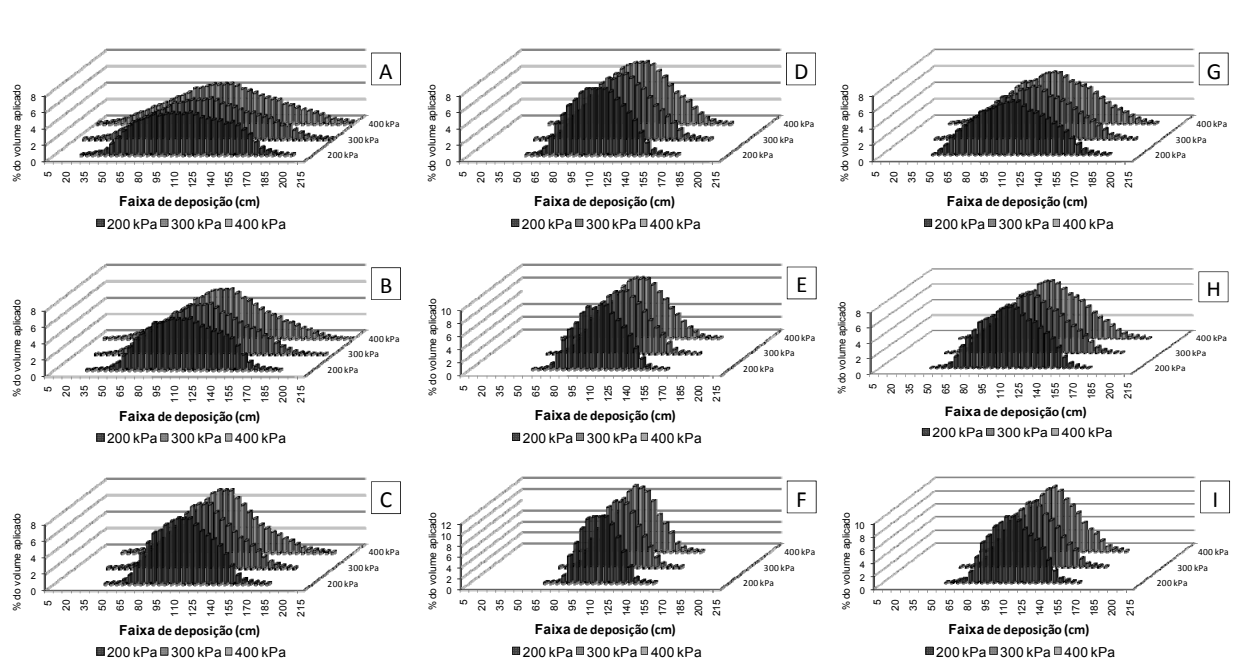 A
% do volume aplicado
8
6
4
2
0
400 kPa
300 kPa
200 kPa
5 20 35 50 65 80 95 110 125 140 155 170 185 200 215
Faixa de deposição (cm)
200 kPa 300 kPa 400 kPa
D
% do volume aplicado
8
6
4
2
0
400 kPa
300 kPa
200 kPa
5 20 35 50 65 80 95 110 125 140 155 170 185 200 215
Faixa de deposição (cm)
200 kPa 300 kPa 400 kPa
G
% do volume aplicado
8
6
4
2
0
400 kPa
300 kPa
200 kPa
5 20 35 50 65 80 95 110 125 140 155 170 185 200 215
Faixa de deposição (cm)
200 kPa 300 kPa 400 kPa
B
% do volume aplicado
8
6
4
2
0
400 kPa
300 kPa
200 kPa
5 20 35 50 65 80 95 110 125 140 155 170 185 200 215
Faixa de deposição (cm)
200 kPa 300 kPa 400 kPa
E
% do volume aplicado
10
8
6
4
2
0
400 kPa
300 kPa
200 kPa
5 20 35 50 65 80 95 110 125 140 155 170 185 200 215
Faixa de deposição (cm)
200 kPa 300 kPa 400 kPa
H
% do volume aplicado
8
6
4
2
0
400 kPa
300 kPa
200 kPa
5 20 35 50 65 80 95 110 125 140 155 170 185 200 215
Faixa de deposição (cm)
200 kPa 300 kPa 400 kPa
C
% do volume aplicado
8
6
4
2
0
400 kPa
300 kPa
200 kPa
5 20 35 50 65 80 95 110 125 140 155 170 185 200 215
Faixa de deposição (cm)
200 kPa 300 kPa 400 kPa
F
% do volume aplicado
12
10
8
6
4
2
0
400 kPa
300 kPa
200 kPa
5 20 35 50 65 80 95 110 125 140 155 170 185 200 215
Faixa de deposição (cm)
200 kPa 300 kPa 400 kPa
I
% do volume aplicado
10
8
6
4
2
0
400 kPa
300 kPa
200 kPa
5 20 35 50 65 80 95 110 125 140 155 170 185 200 215
Faixa de deposição (cm)
200 kPa 300 kPa 400 kPa